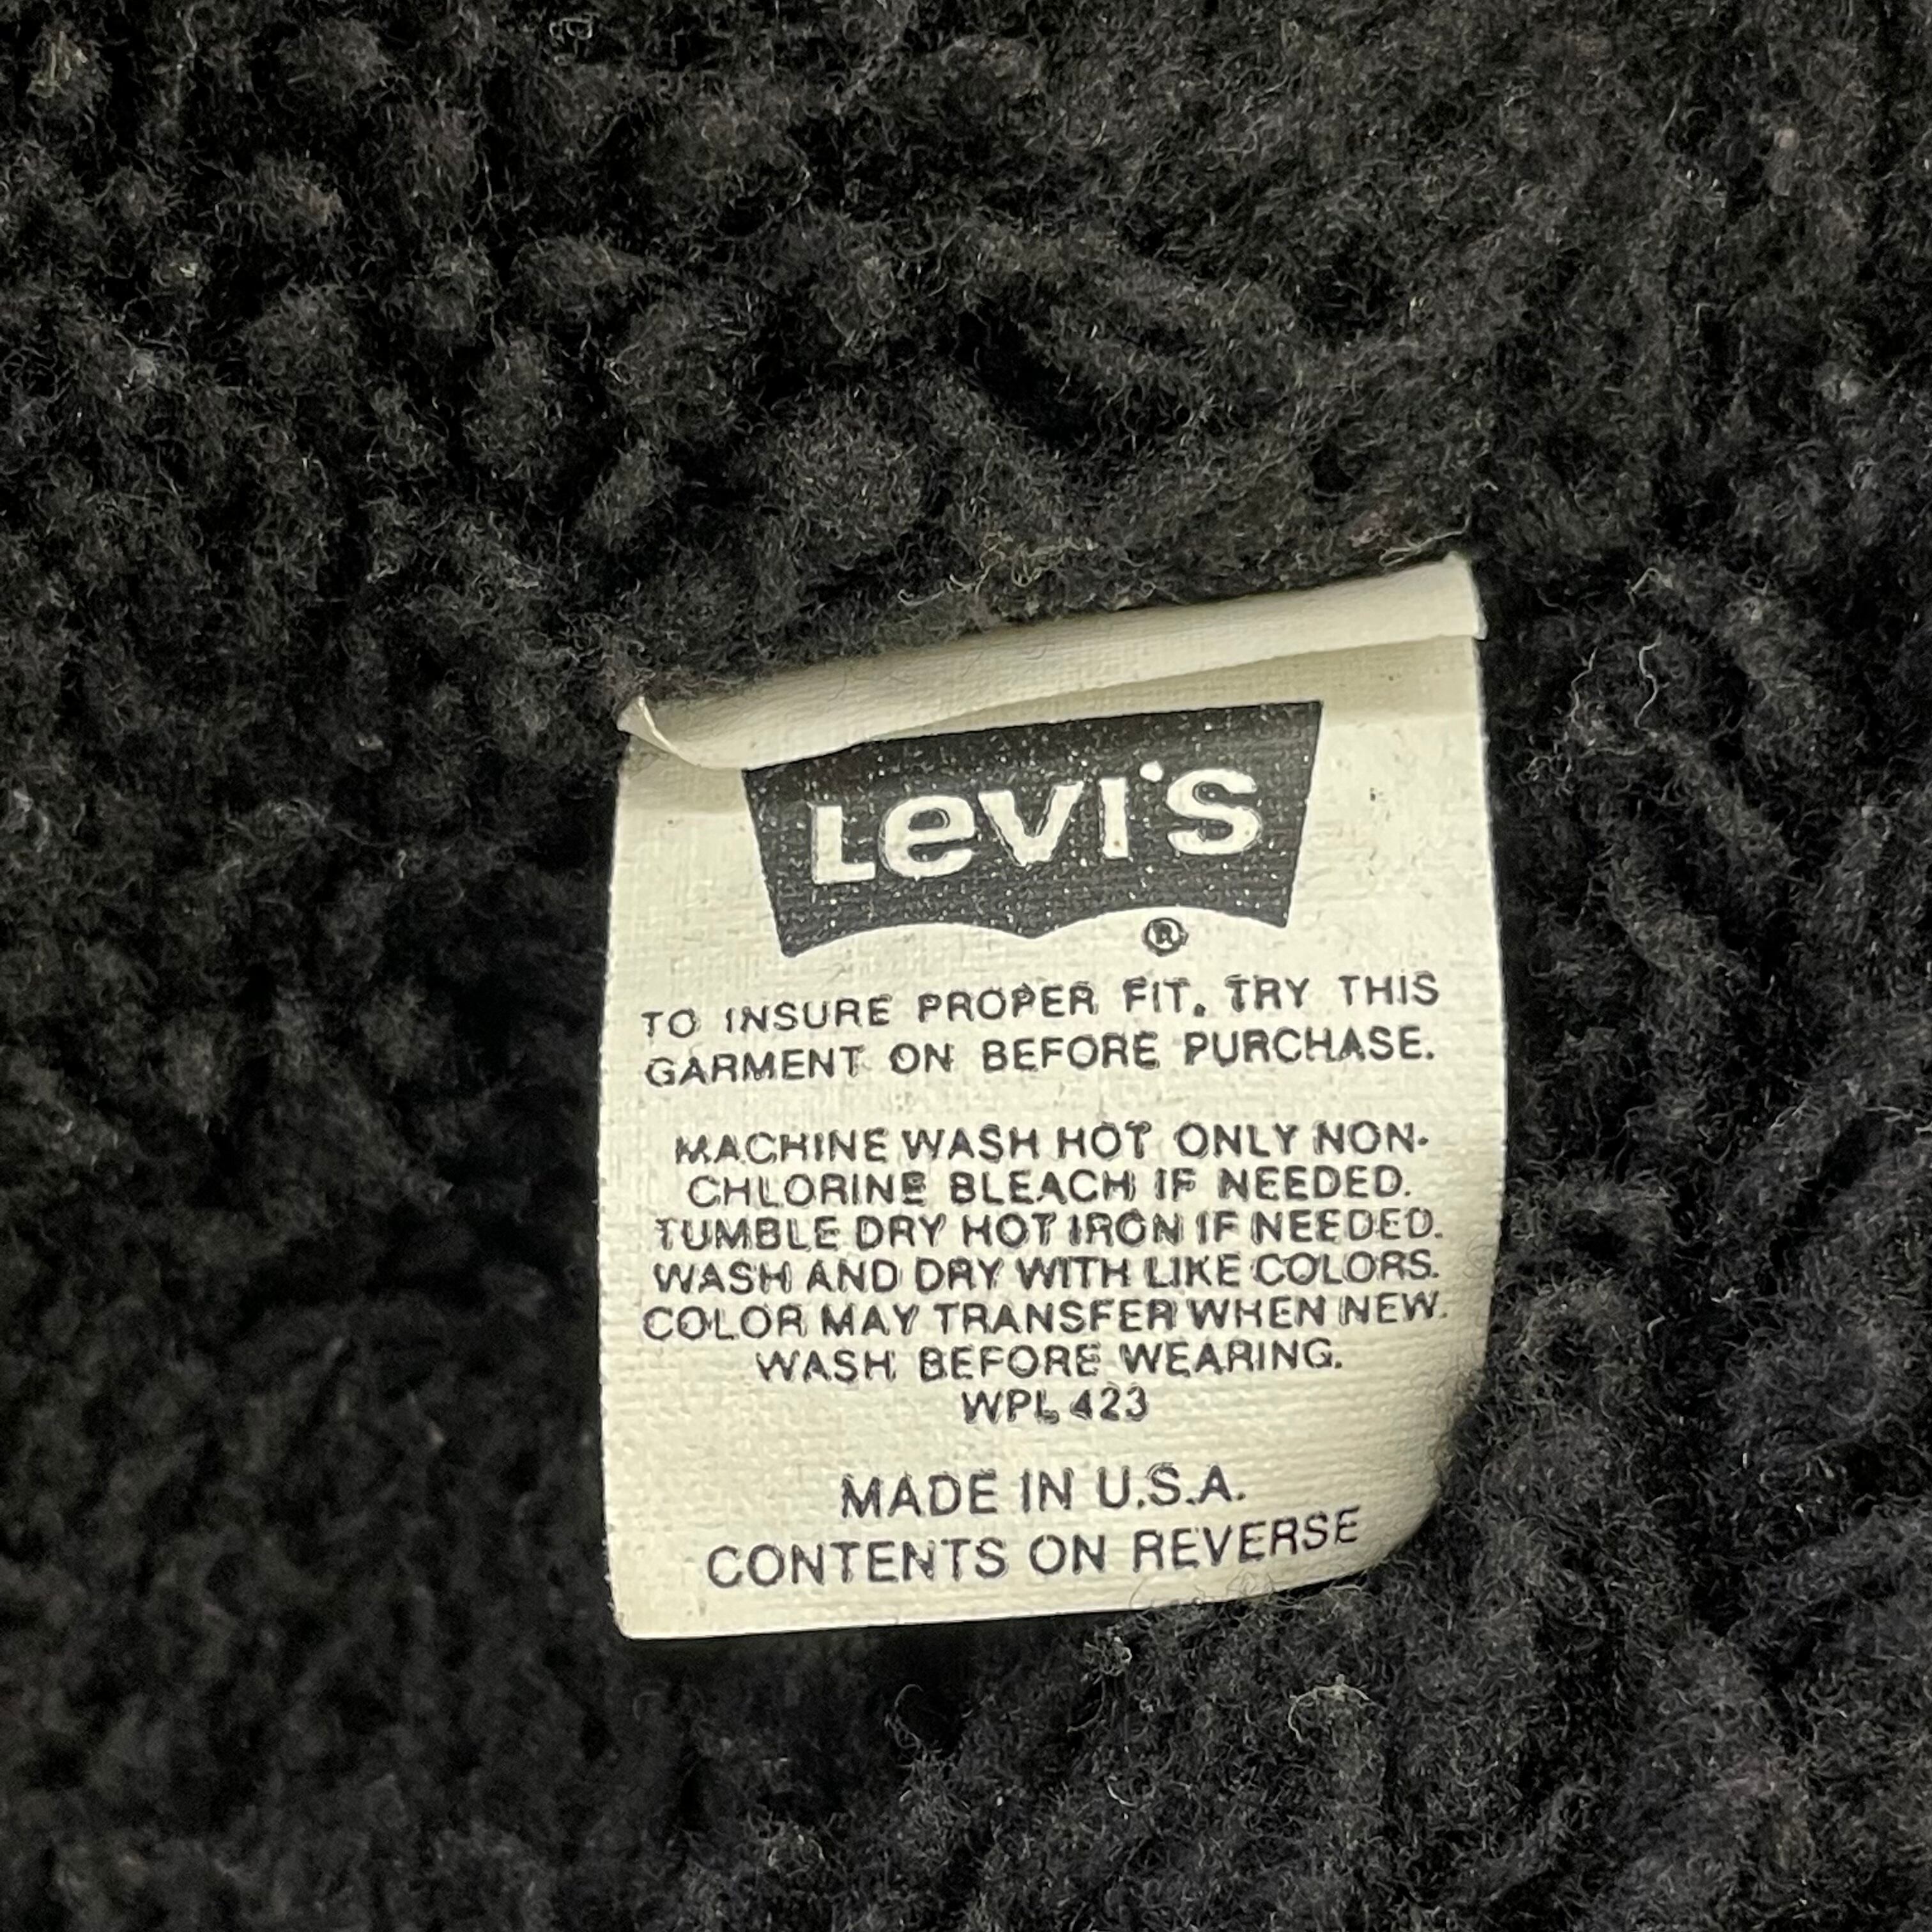 LEVI'S
®
TO INSURE PROPER FIT. TRY THIS
GARMENT ON BEFORE PURCHASE.
MACHINE WASH HOT ONLY NON-
CHLORINE BLEACH IF NEEDED.
TUMBLE DRY HOT IRON IF NEEDED.
WASH AND DRY WITH LIKE COLORS.
COLOR MAY TRANSFER WHEN NEW.
WASH BEFORE WEARING.
WPL 423
MADE IN U.S.A.
CONTENTS ON REVERSE